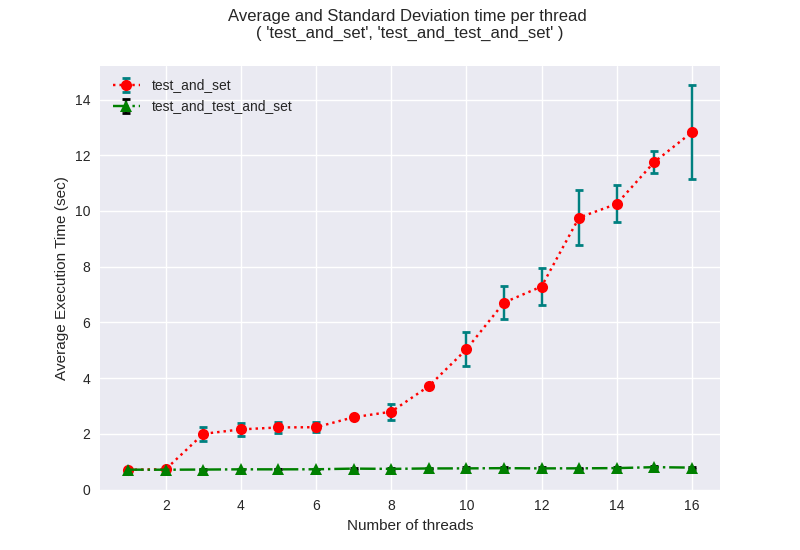 Average and Standard Deviation time per thread
( 'test_and_set', 'test_and_test_and_set' )
test_and_set
test_and_test_and_set
14
12
10
8
6
4
2
0
Average Execution Time (sec)
2 4 6 8 10 12 14 16
Number of threads